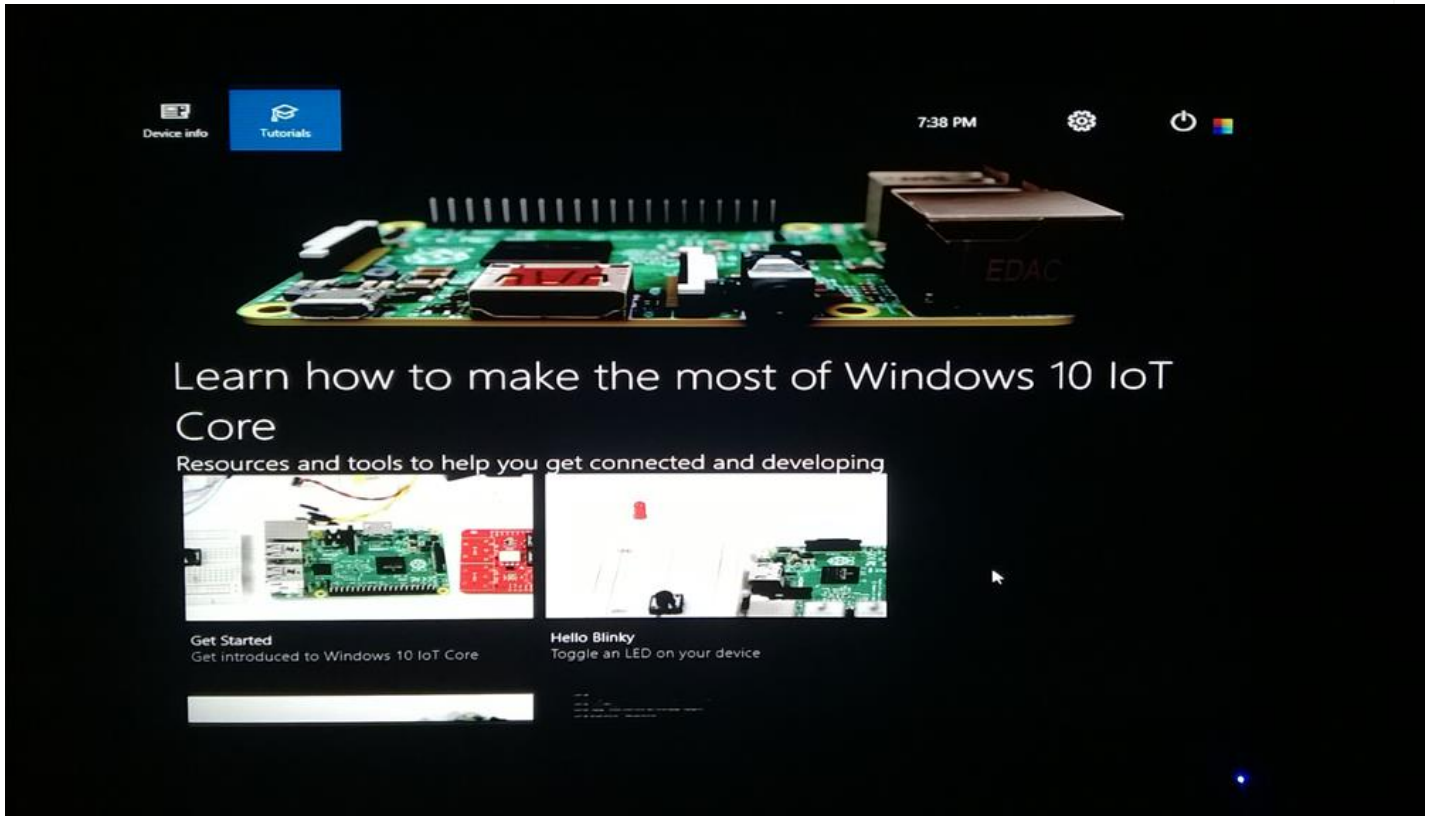 Device info
Tutorials
7:38 PM
EDAC
Learn how to make the most of Windows 10 IoT
Core
Resources and tools to help you get connected and developing
Get Started
Get introduced to Windows 10 IoT Core
Hello Blinky
Toggle an LED on your device